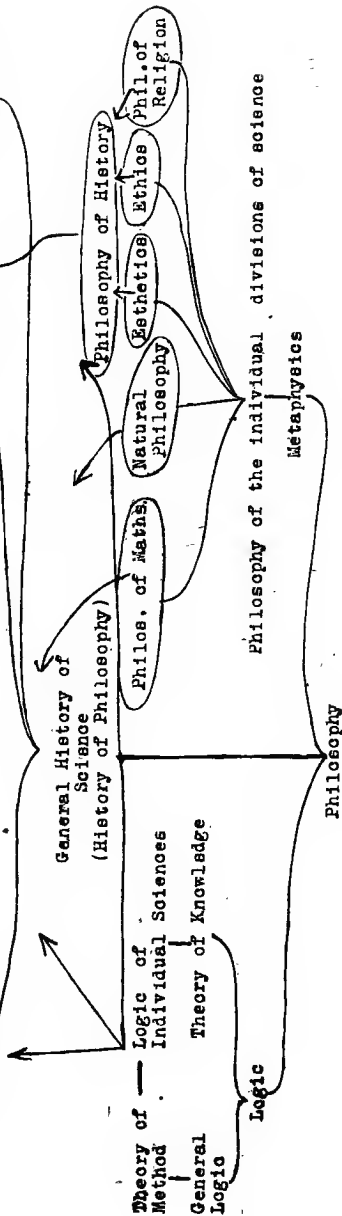 General History of
Science
(History of Philosophy)
Philosophy of History
Philos. of Maths.
Natural
Philosophy
Esthetics
Ethics
Phil. of
Religion
Theory of
Method
Logic of
Individual Sciences
General
Logic
Theory of Knowledge
Logic
Philosophy of the individual divisions of science
Metaphysics
Philosophy